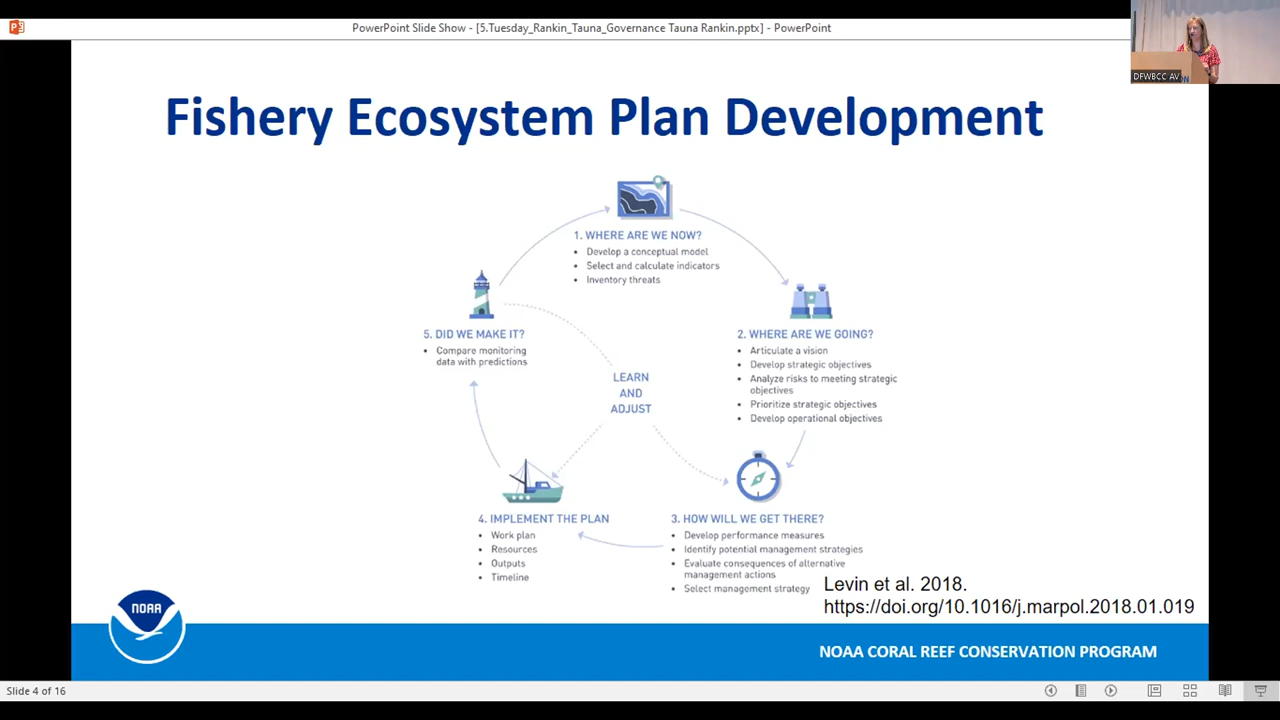 PowerPoint Slide Show - [5.Tuesday_Rankin_Tauna_Governance Tauna Rankin.pptx] - PowerPoint
DFWBCC AV
Fishery Ecosystem Plan Development
1. WHERE ARE WE NOW?
• Develop a conceptual model
• Select and calculate indicators
• Inventory threats
2. WHERE ARE WE GOING?
• Articulate a vision
• Develop strategic objectives
• Analyze risks to meeting strategic
objectives
• Prioritize strategic objectives
• Develop operational objectives
3. HOW WILL WE GET THERE?
• Develop performance measures
• Identify potential management strategies
• Evaluate consequences of alternative
management actions
• Select management strategy
4. IMPLEMENT THE PLAN
• Work plan
• Resources
• Outputs
• Timeline
5. DID WE MAKE IT?
• Compare monitoring
data with predictions
LEARN
AND
ADJUST
Levin et al. 2018.
https://doi.org/10.1016/j.marpol.2018.01.019
NOAA
NOAA CORAL REEF CONSERVATION PROGRAM
Slide 4 of 16